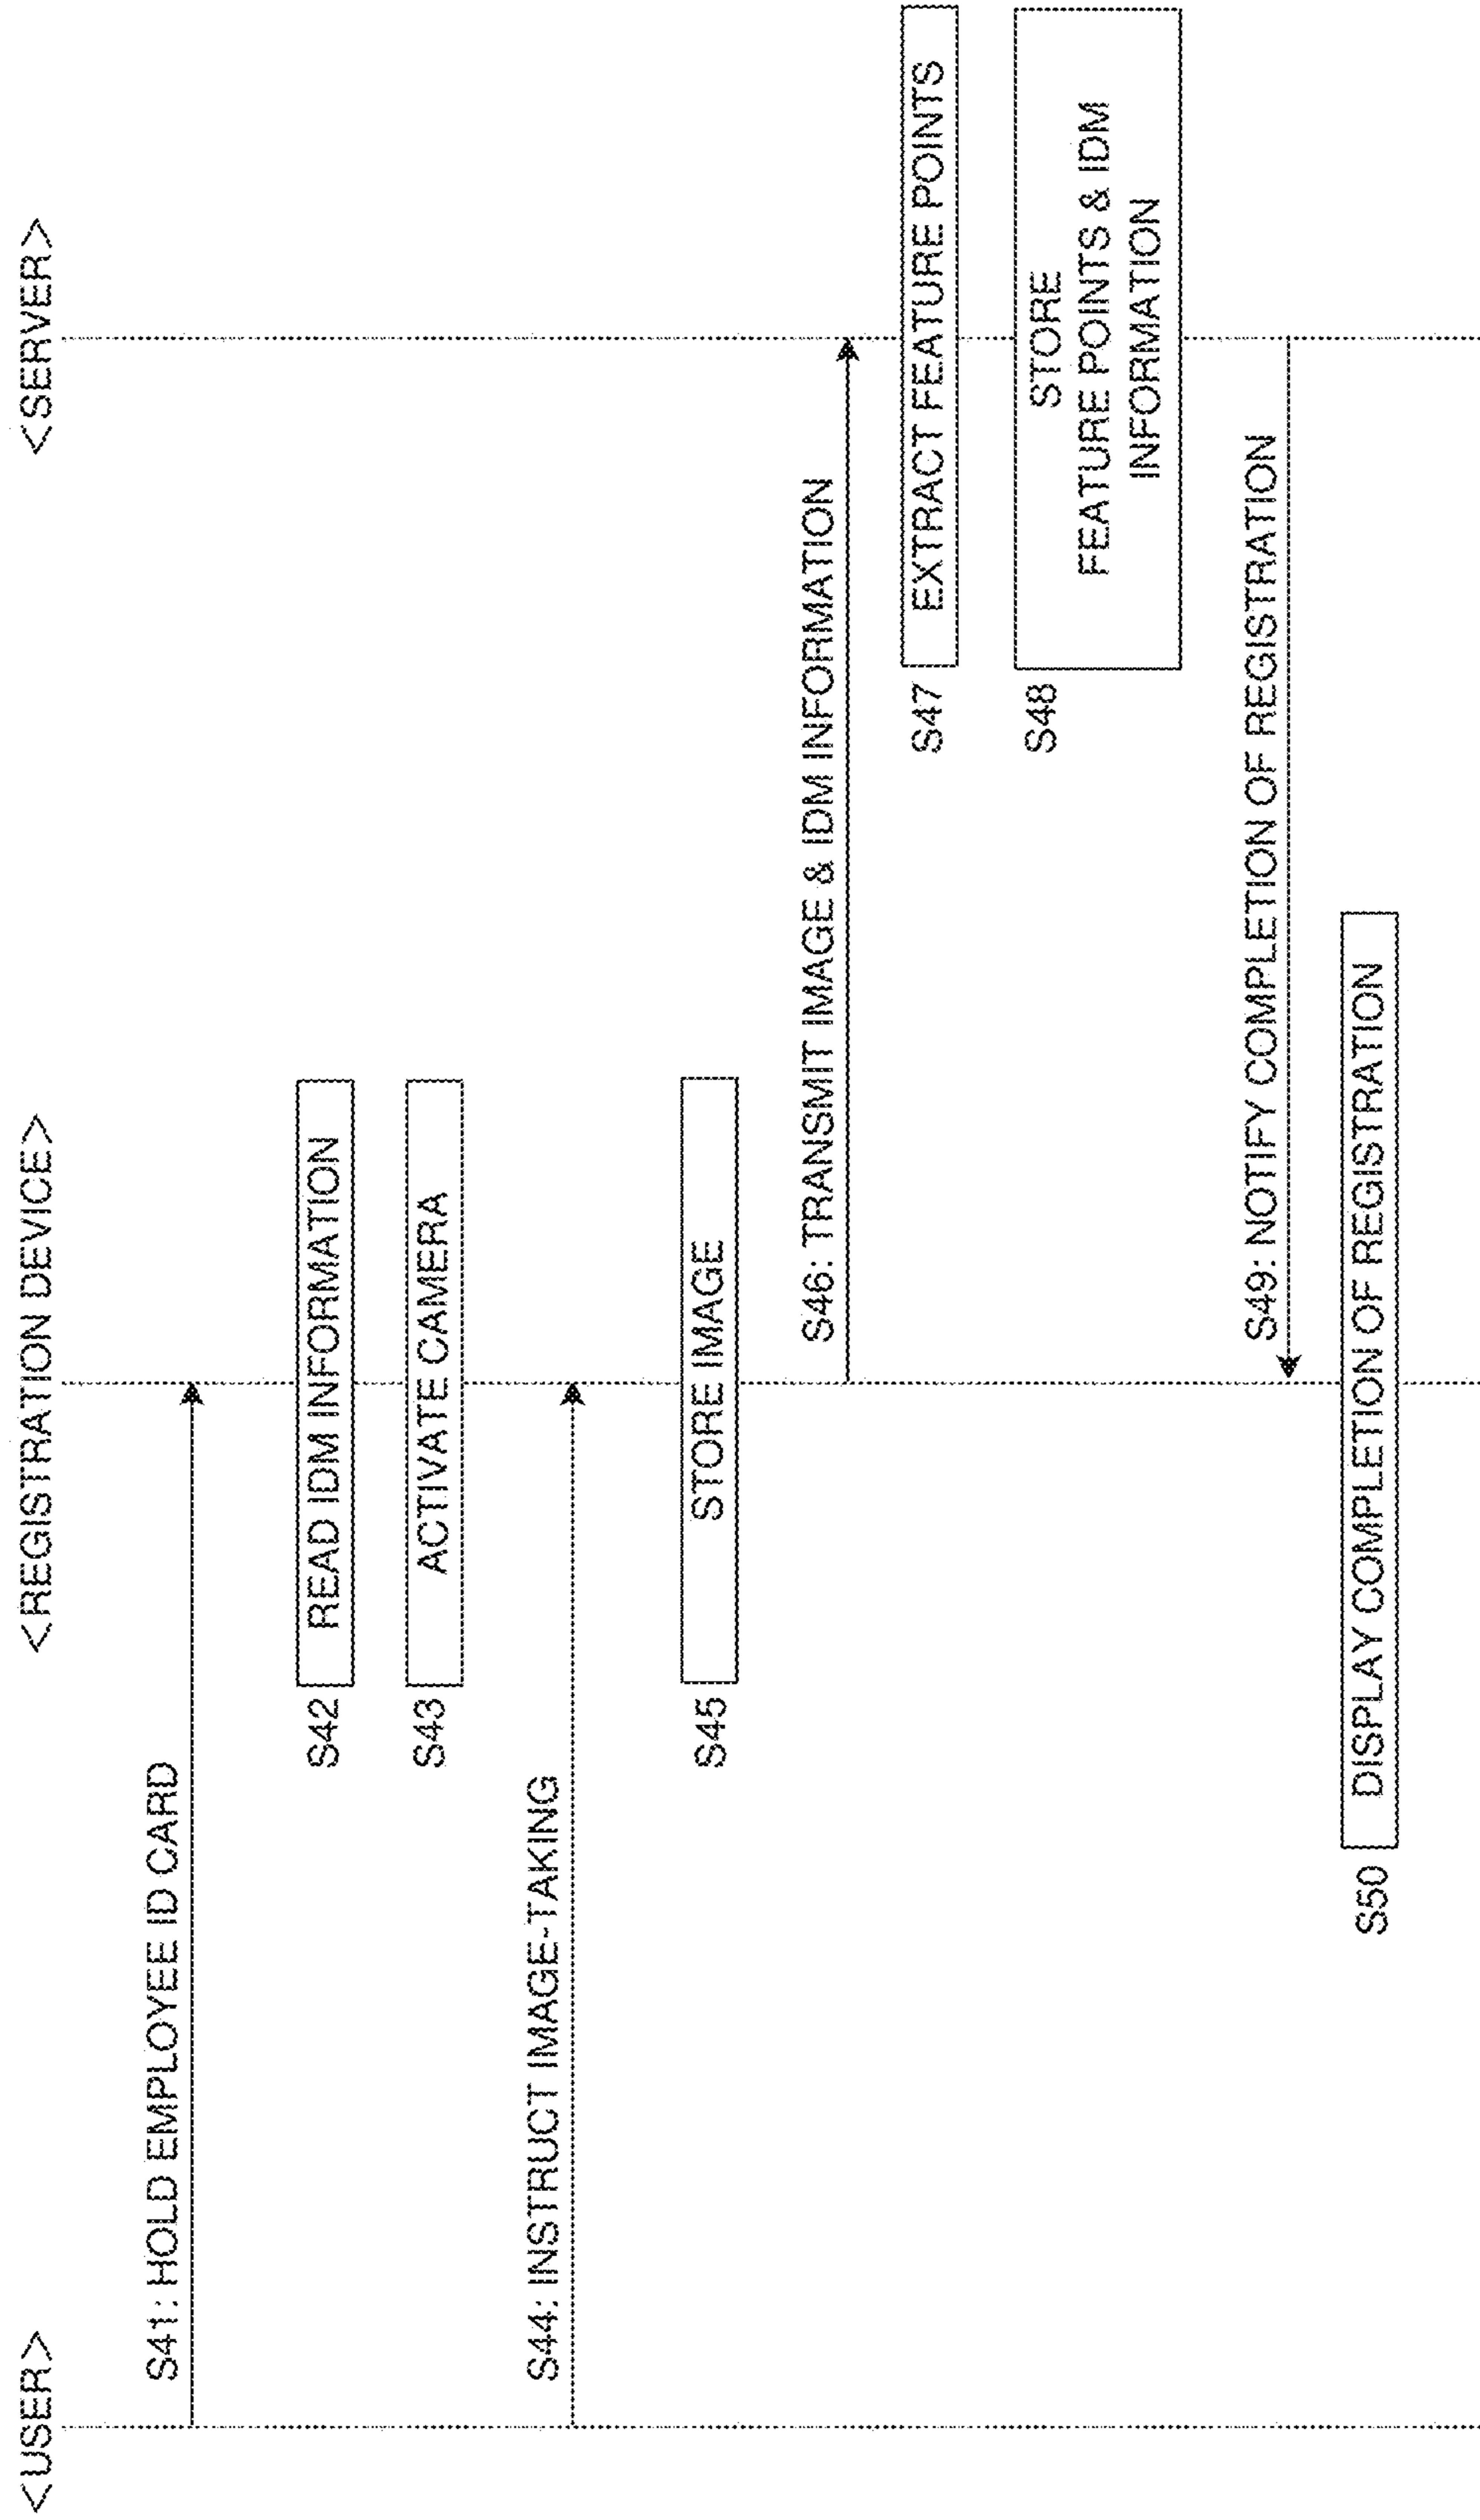 <USER>
<REGISTRATION DEVICE>
<SERVER>
S41: HOLD EMPLOYEE ID CARD
S42
READ IDM INFORMATION
S43
ACTIVATE CAMERA
S44: INSTRUCT IMAGE-TAKING
S45
STORE IMAGE
S46: TRANSMIT IMAGE & IDM INFORMATION
S47
EXTRACT FEATURE POINTS
S48
STORE
FEATURE POINTS & IDM
INFORMATION
S49: NOTIFY COMPLETION OF REGISTRATION
S50
DISPLAY COMPLETION OF REGISTRATION